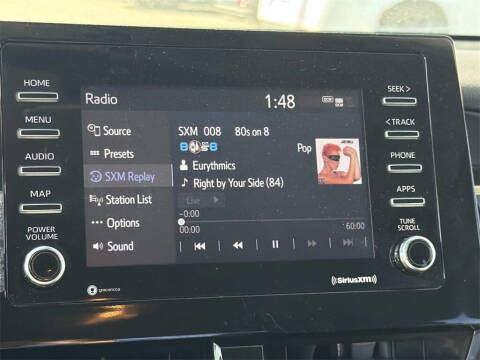 HOME
MENU
AUDIO
MAP
POWER
VOLUME
Radio
1:48
Source
Presets
SXM Replay
Station List
Options
Sound
SXM 008 80s on 8
Pop
Eurythmics
Right by Your Side (84)
Live
-0:00
00:00
60:00
SEEK >
< TRACK
PHONE
APPS
TUNE
SCROLL
gracenote
SiriusXM